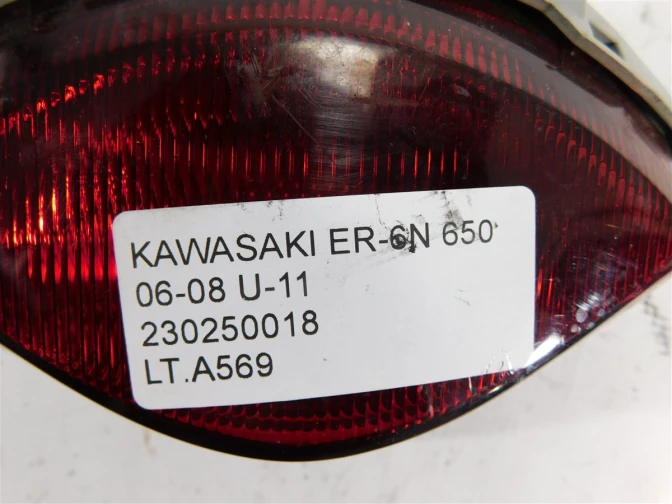 KAWASAKI ER-6N 650
06-08 U-11
230250018
LT.A569